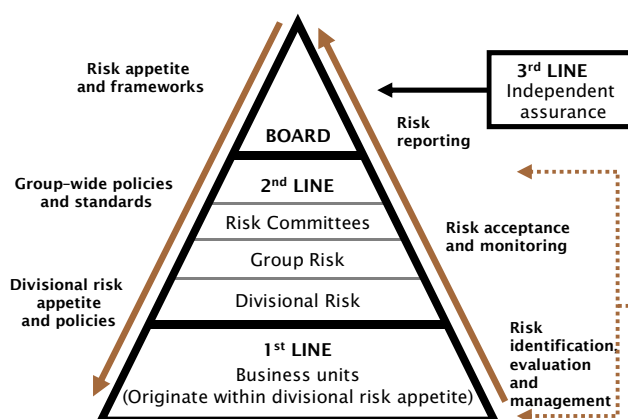 Risk appetite
and frameworks
3rd LINE
Independent
assurance
BOARD
Risk
reporting
Group-wide policies
and standards
2nd LINE
Risk Committees
Group Risk
Divisional Risk
Risk acceptance
and monitoring
Divisional risk
appetite
and policies
1st LINE
Business units
(Originate within divisional risk appetite)
Risk
identification,
evaluation
and
management